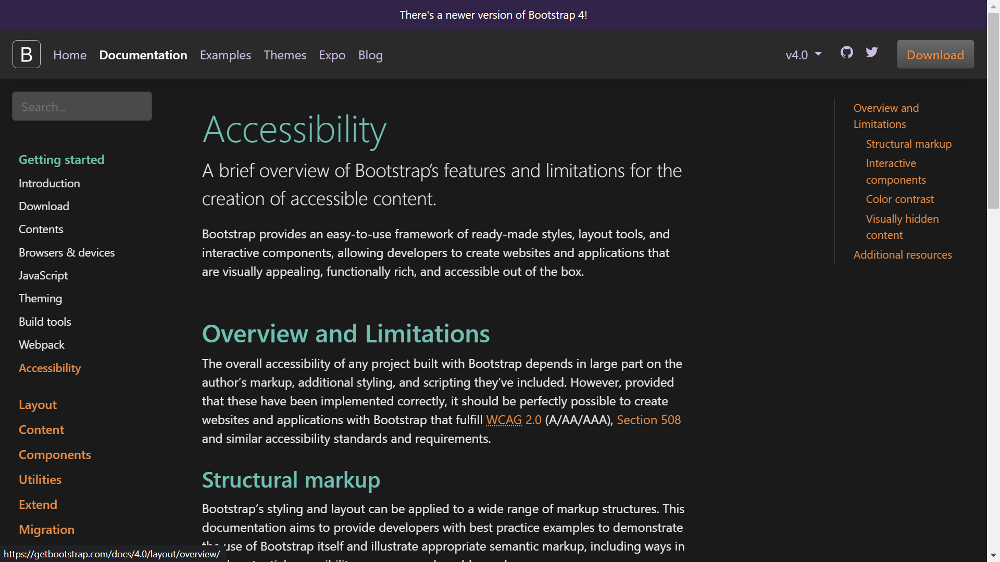 There's a newer version of Bootstrap 4!
B Home Documentation Examples Themes Expo Blog v4.0 Download
Search...
Getting started
Introduction
Download
Contents
Browsers & devices
JavaScript
Theming
Build tools
Webpack
Accessibility
Layout
Content
Components
Utilities
Extend
Migration
Accessibility
A brief overview of Bootstrap’s features and limitations for the
creation of accessible content.
Bootstrap provides an easy-to-use framework of ready-made styles, layout tools, and
interactive components, allowing developers to create websites and applications that
are visually appealing, functionally rich, and accessible out of the box.
Overview and Limitations
The overall accessibility of any project built with Bootstrap depends in large part on the
author’s markup, additional styling, and scripting they’ve included. However, provided
that these have been implemented correctly, it should be perfectly possible to create
websites and applications with Bootstrap that fulfill WCAG 2.0 (A/AA/AAA), Section 508
and similar accessibility standards and requirements.
Structural markup
Bootstrap’s styling and layout can be applied to a wide range of markup structures. This
documentation aims to provide developers with best practice examples to demonstrate
the use of Bootstrap itself and illustrate appropriate semantic markup, including ways in
Overview and
Limitations
Structural markup
Interactive
components
Color contrast
Visually hidden
content
Additional resources
https://getbootstrap.com/docs/4.0/layout/overview/